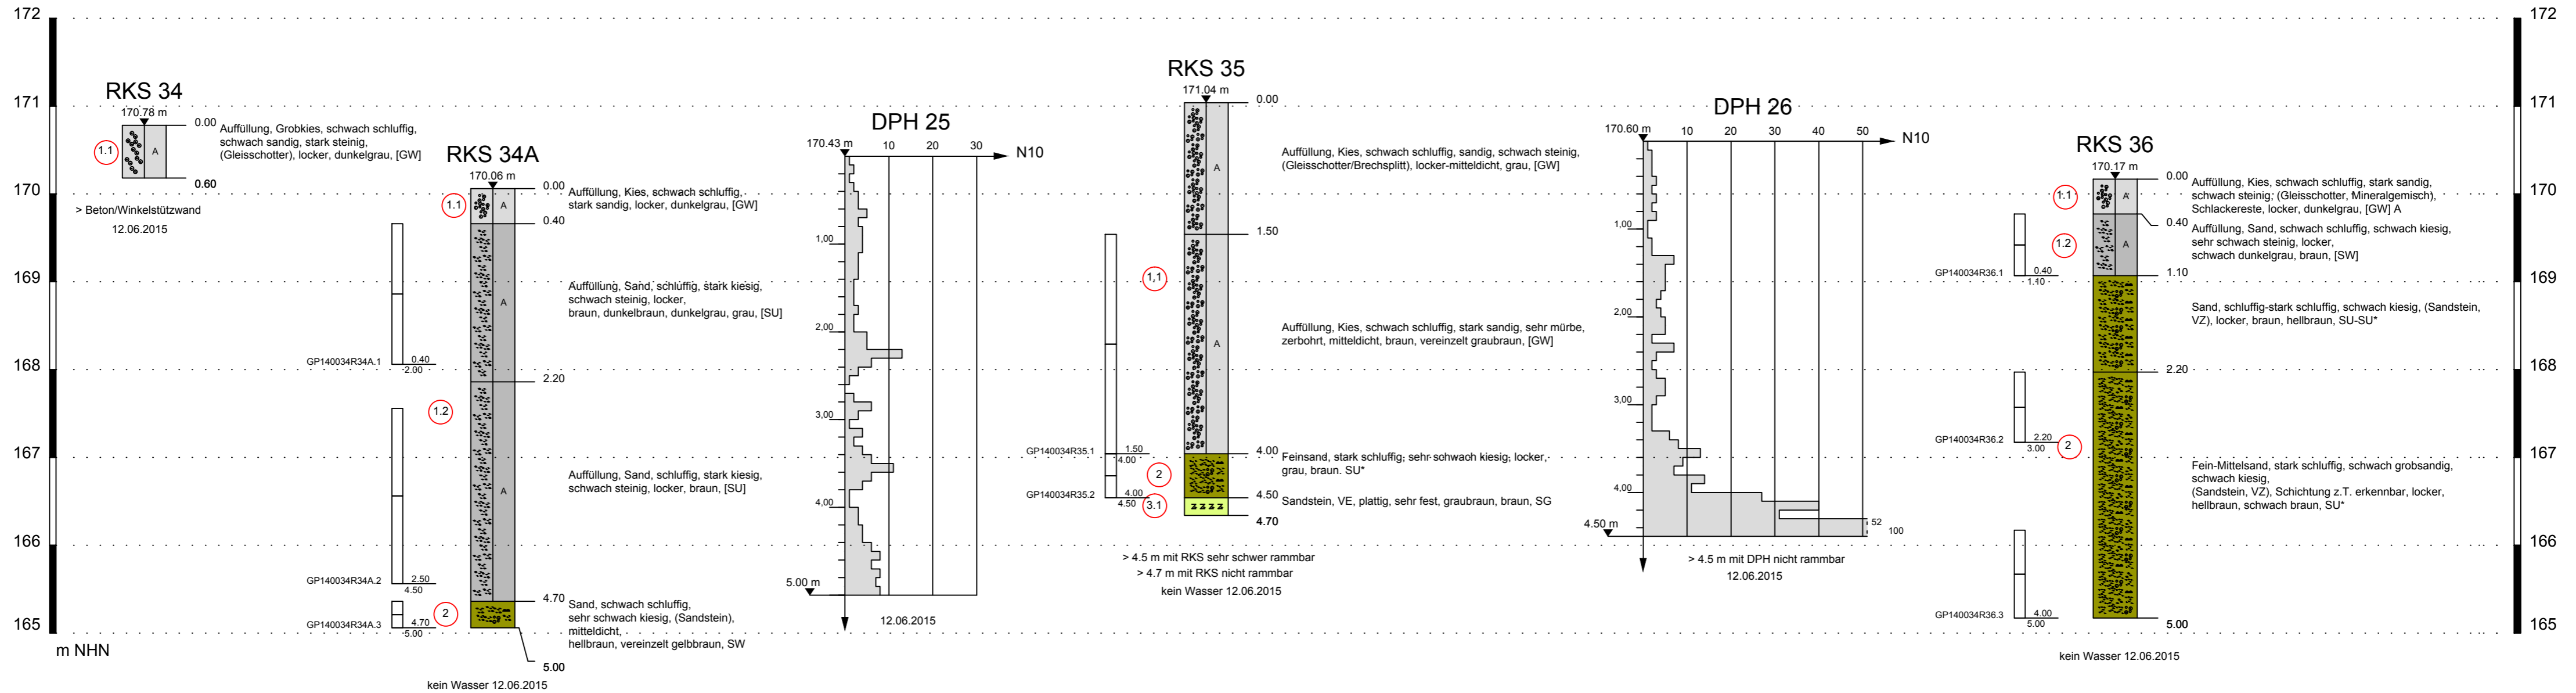 172
171
170
169
168
167
166
165
m NHN
RKS 34
170.78 m
1.1
A
0.00
0.60
Auffüllung, Grobkies, schwach schluffig,
schwach sandig, stark steinig,
(Gleisschotter), locker, dunkelgrau, [GW]
> Beton/Winkelstützwand
12.06.2015
RKS 34A
170.06 m
1.1
A
0.00
Auffüllung, Kies, schwach schluffig,
stark sandig, locker, dunkelgrau, [GW]
0.40
A
Auffüllung, Sand, schluffig, stark kiesig,
schwach steinig, locker,
braun, dunkelbraun, dunkelgrau, grau, [SU]
GP140034R34A.1
0.40
2.00
2.20
1.2
A
Auffüllung, Sand, schluffig, stark kiesig,
schwach steinig, locker, braun, [SU]
GP140034R34A.2
2.50
4.50
4.70
2
Sand, schwach schluffig,
sehr schwach kiesig, (Sandstein),
mitteldicht,
hellbraun, vereinzelt gelbbraun, SW
GP140034R34A.3
4.70
5.00
5.00
kein Wasser 12.06.2015
DPH 25
170.43 m
10
20
30
N10
1,00
2,00
3,00
4,00
5.00 m
12.06.2015
RKS 35
171.04 m
0.00
A
Auffüllung, Kies, schwach schluffig, sandig, schwach steinig,
(Gleisschotter/Brechsplitt), locker-mitteldicht, grau, [GW]
1.50
1,1
A
Auffüllung, Kies, schwach schluffig, stark sandig, sehr mürbe,
zerbohrt, mitteldicht, braun, vereinzelt graubraun, [GW]
GP140034R35.1
1.50
4.00
4.00
2
Feinsand, stark schluffig, sehr schwach kiesig, locker,
grau, braun. SU*
GP140034R35.2
4.00
4.50
4.50
3.1
Sandstein, VE, plattig, sehr fest, graubraun, braun, SG
4.70
> 4.5 m mit RKS sehr schwer rammbar
> 4.7 m mit RKS nicht rammbar
kein Wasser 12.06.2015
DPH 26
170.60 m
10
20
30
40
50
N10
1,00
2,00
3,00
4,00
52
100
4.50 m
> 4.5 m mit DPH nicht rammbar
12.06.2015
RKS 36
170.17 m
1.1
A
0.00
Auffüllung, Kies, schwach schluffig, stark sandig,
schwach steinig, (Gleisschotter, Mineralgemisch),
Schlackereste, locker, dunkelgrau, [GW] A
0.40
1.2
A
Auffüllung, Sand, schwach schluffig, schwach kiesig,
sehr schwach steinig, locker,
schwach dunkelgrau, braun, [SW]
GP140034R36.1
0.40
1.10
1.10
Sand, schluffig-stark schluffig, schwach kiesig, (Sandstein,
VZ), locker, braun, hellbraun, SU-SU*
2.20
GP140034R36.2
2.20
3.00
2
Fein-Mittelsand, stark schluffig, schwach grobsandig,
schwach kiesig,
(Sandstein, VZ), Schichtung z.T. erkennbar, locker,
hellbraun, schwach braun, SU*
GP140034R36.3
4.00
5.00
5.00
kein Wasser 12.06.2015
172
171
170
169
168
167
166
165